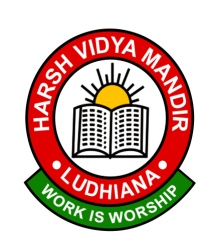 HARSH VIDYA MANDIR
• LUDHIANA •
WORK IS WORSHIP